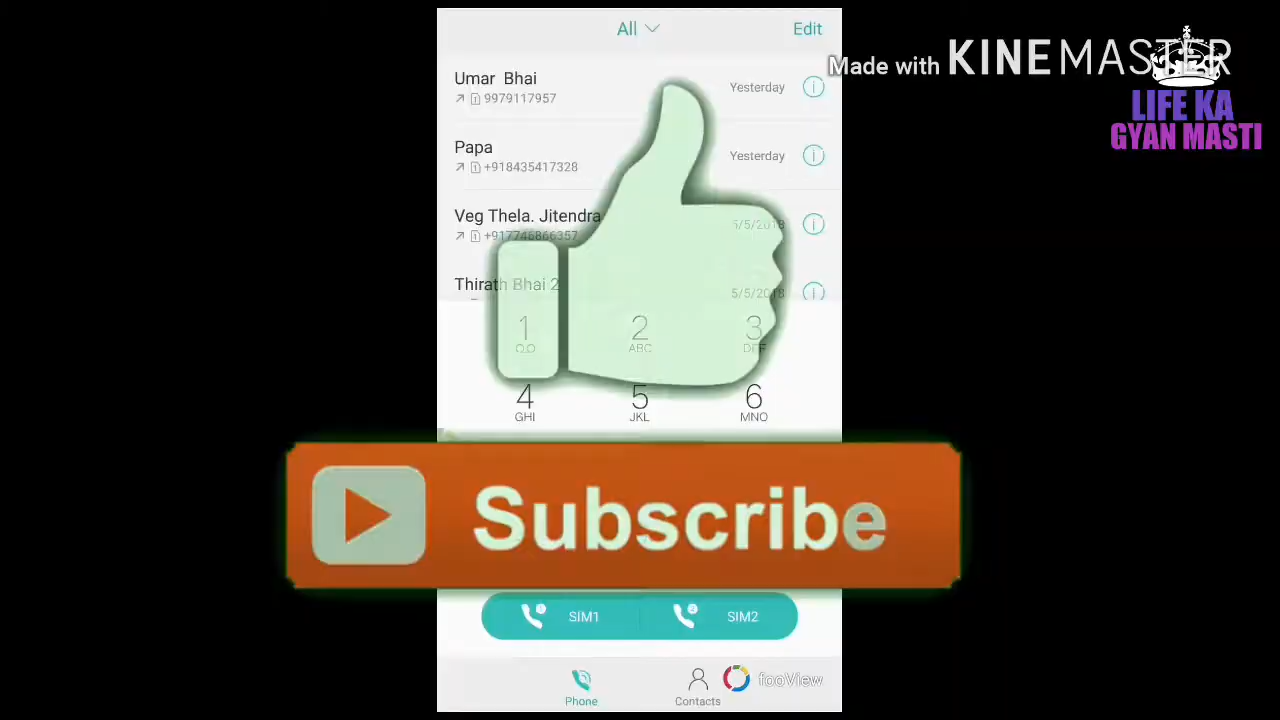 All
Edit
Made with KINEMASTER
LIFE KA
GYAN MASTI
Umar Bhai
Yesterday
9979117957
Papa
Yesterday
+918435417328
Veg Thela. Jitendra
5/5/2018
+917746866357
Thirath Bhai 2
5/5/2018
1 2 3
ABC DEF
4 5 6
GHI JKL MNO
Subscribe
SIM1 SIM2
fooView
Phone Contacts